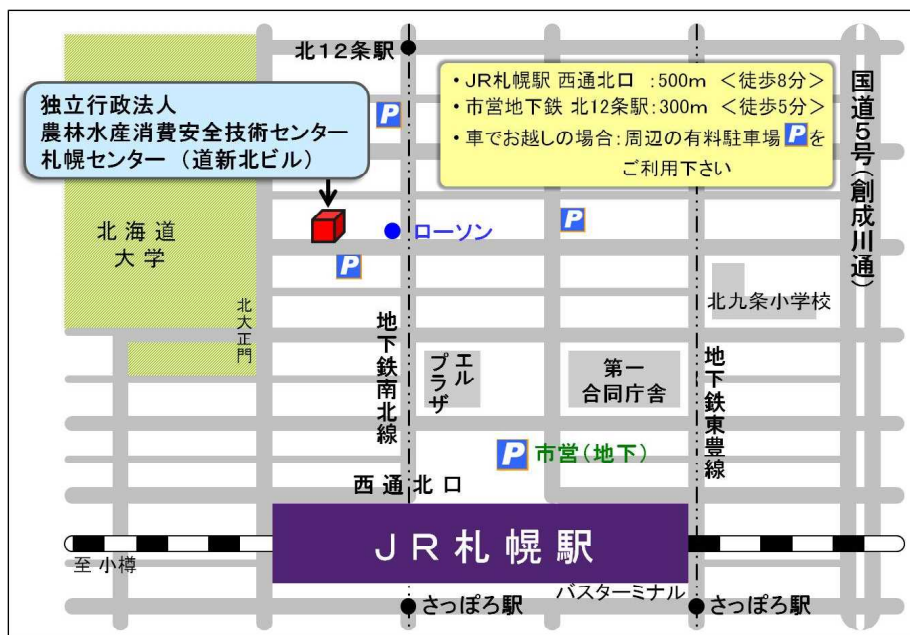 北12条駅
独立行政法人
農林水産消費安全技術センター
札幌センター （道新北ビル）
・JR札幌駅 西通北口 ：500m ＜徒歩8分＞
・市営地下鉄 北12条駅：300m ＜徒歩5分＞
・車でお越しの場合：周辺の有料駐車場 P を
ご利用下さい
国道5号（創成川通）
P
北海道
大学
ローソン
P
P
北九条小学校
北大正門
地下鉄南北線
エル
プラザ
第一
合同庁舎
地下鉄東豊線
P 市営（地下）
西通北口
JR札幌駅
至 小樽
バスターミナル
さっぽろ駅
さっぽろ駅